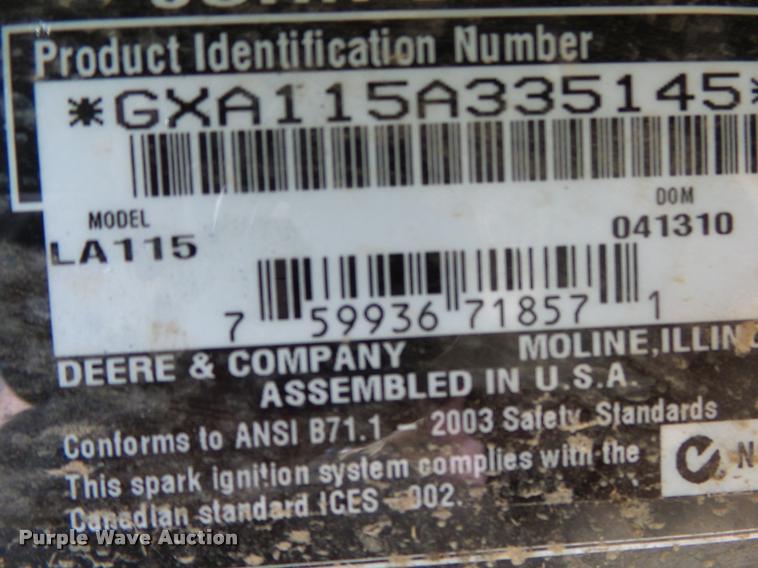 Product Identification Number
*GXA115A335145*
MODEL
DOM
LA115
041310
7 59936 71857 1
DEERE & COMPANY MOLINE, ILLIN
ASSEMBLED IN U.S.A.
Conforms to ANSI B71.1 - 2003 Safety Standards
This spark ignition system complies with the
Canadian standard ICES-002.
N
Purple Wave Auction